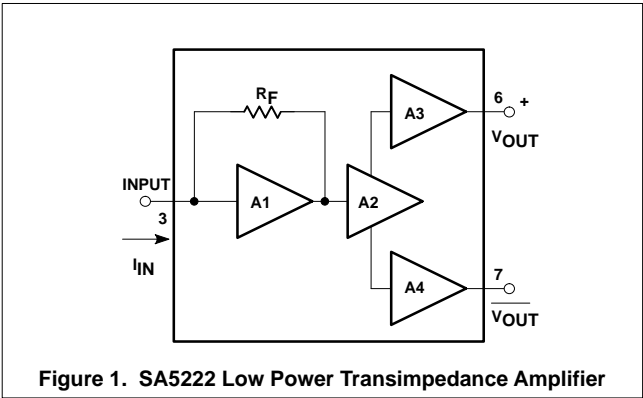 RF
A3
6 +
VOUT
INPUT
A1
A2
3
IIN
A4
7
VOUT
Figure 1. SA5222 Low Power Transimpedance Amplifier